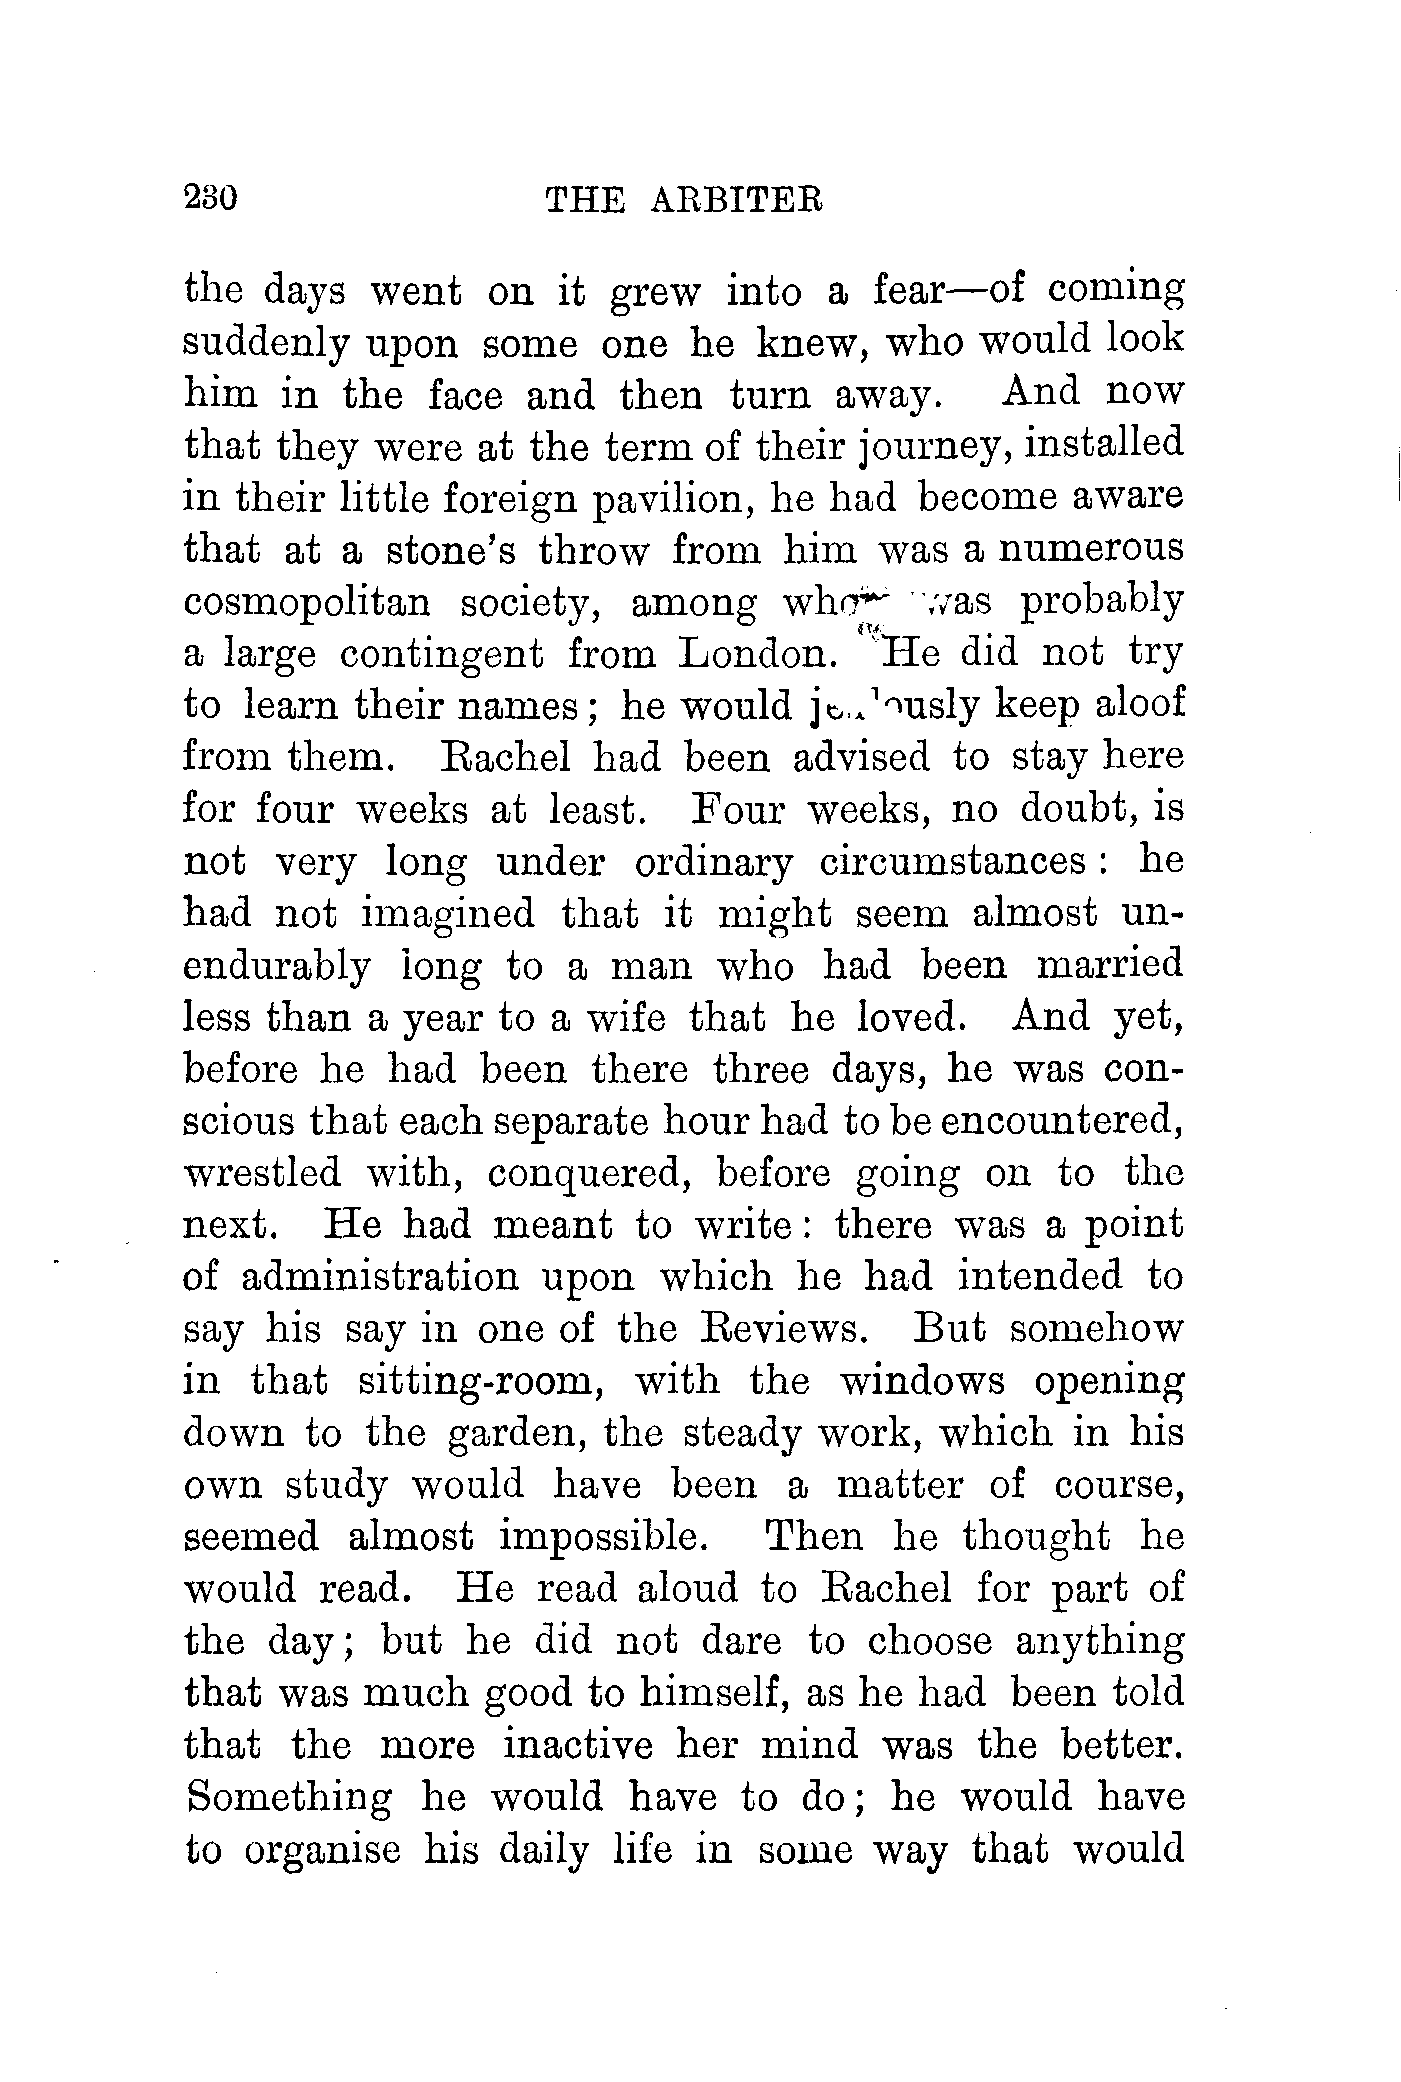 230 THE ARBITER
the days went on it grew into a fear—of coming
suddenly upon some one he knew, who would look
him in the face and then turn away. And now
that they were at the term of their journey, installed
in their little foreign pavilion, he had become aware
that at a stone's throw from him was a numerous
cosmopolitan society, among was probably
a large contingent from London. He did not try
to learn their names; he would keep aloof
from them. Rachel had been advised to stay here
for four weeks at least. Four weeks, no doubt, is
not very long under ordinary circumstances: he
had not imagined that it might seem almost un-
endurably long to a man who had been married
less than a year to a wife that he loved. And yet,
before he had been there three days, he was con-
scious that each separate hour had to be encountered,
wrestled with, conquered, before going on to the
next. He had meant to write: there was a point
of administration upon which he had intended to
say his say in one of the Reviews. But somehow
in that sitting-room, with the windows opening
down to the garden, the steady work, which in his
own study would have been a matter of course,
seemed almost impossible. Then he thought he
would read. He read aloud to Rachel for part of
the day; but he did not dare to choose anything
that was much good to himself, as he had been told
that the more inactive her mind was the better.
Something he would have to do; he would have
to organise his daily life in some way that would